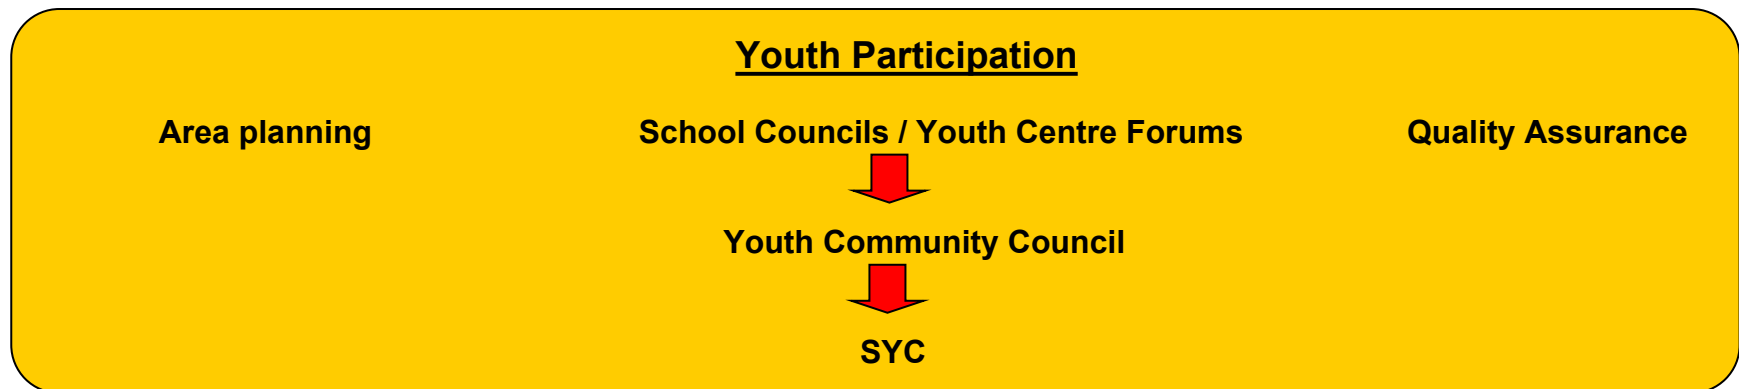 Youth Participation
Area planning School Councils / Youth Centre Forums Quality Assurance
Youth Community Council
SYC